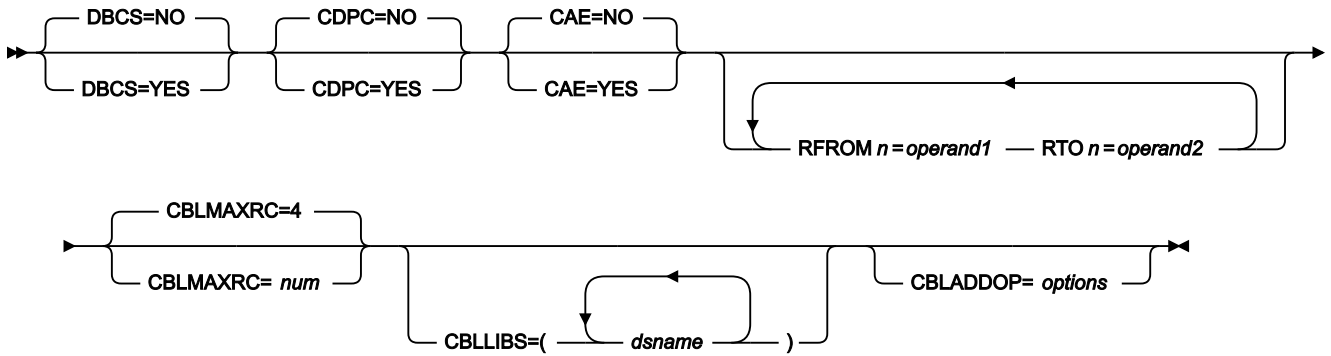 DBCS=NO CDPC=NO CAE=NO
DBCS=YES CDPC=YES CAE=YES
RFROM n = operand1 RTO n = operand2
CBLMAXRC=4
CBLMAXRC= num CBLADDOP= options
CBLLIBS=( dsname )